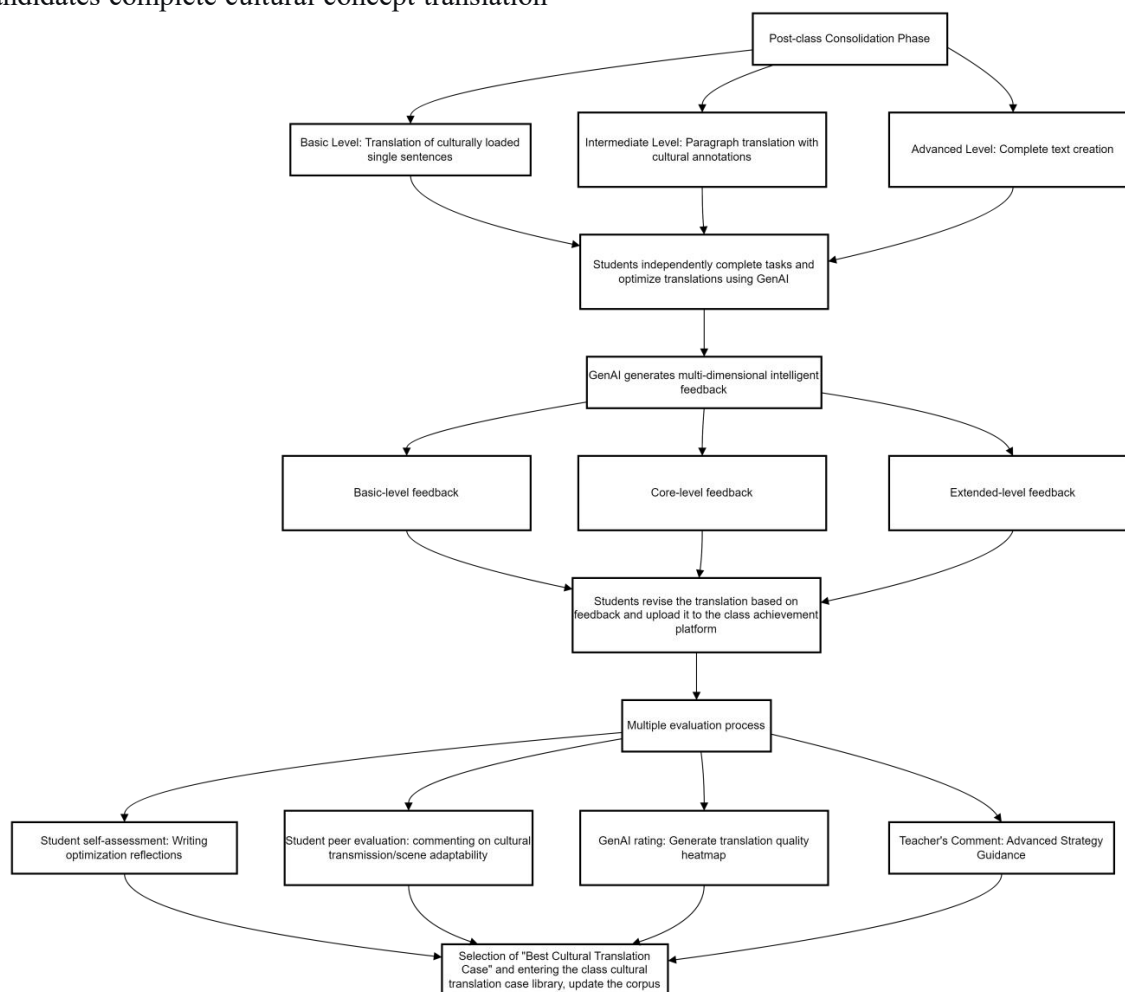 candidates complete cultural concept translation
Post-class Consolidation Phase
Basic Level: Translation of culturally loaded
single sentences
Intermediate Level: Paragraph translation with
cultural annotations
Advanced Level: Complete text creation
Students independently complete tasks and
optimize translations using GenAI
GenAI generates multi-dimensional intelligent
feedback
Basic-level feedback
Core-level feedback
Extended-level feedback
Students revise the translation based on
feedback and upload it to the class achievement
platform
Multiple evaluation process
Student self-assessment: Writing
optimization reflections
Student peer evaluation: commenting on cultural
transmission/scene adaptability
GenAI rating: Generate translation quality
heatmap
Teacher's Comment: Advanced Strategy
Guidance
Selection of "Best Cultural Translation
Case" and entering the class cultural
translation case library, update the corpus